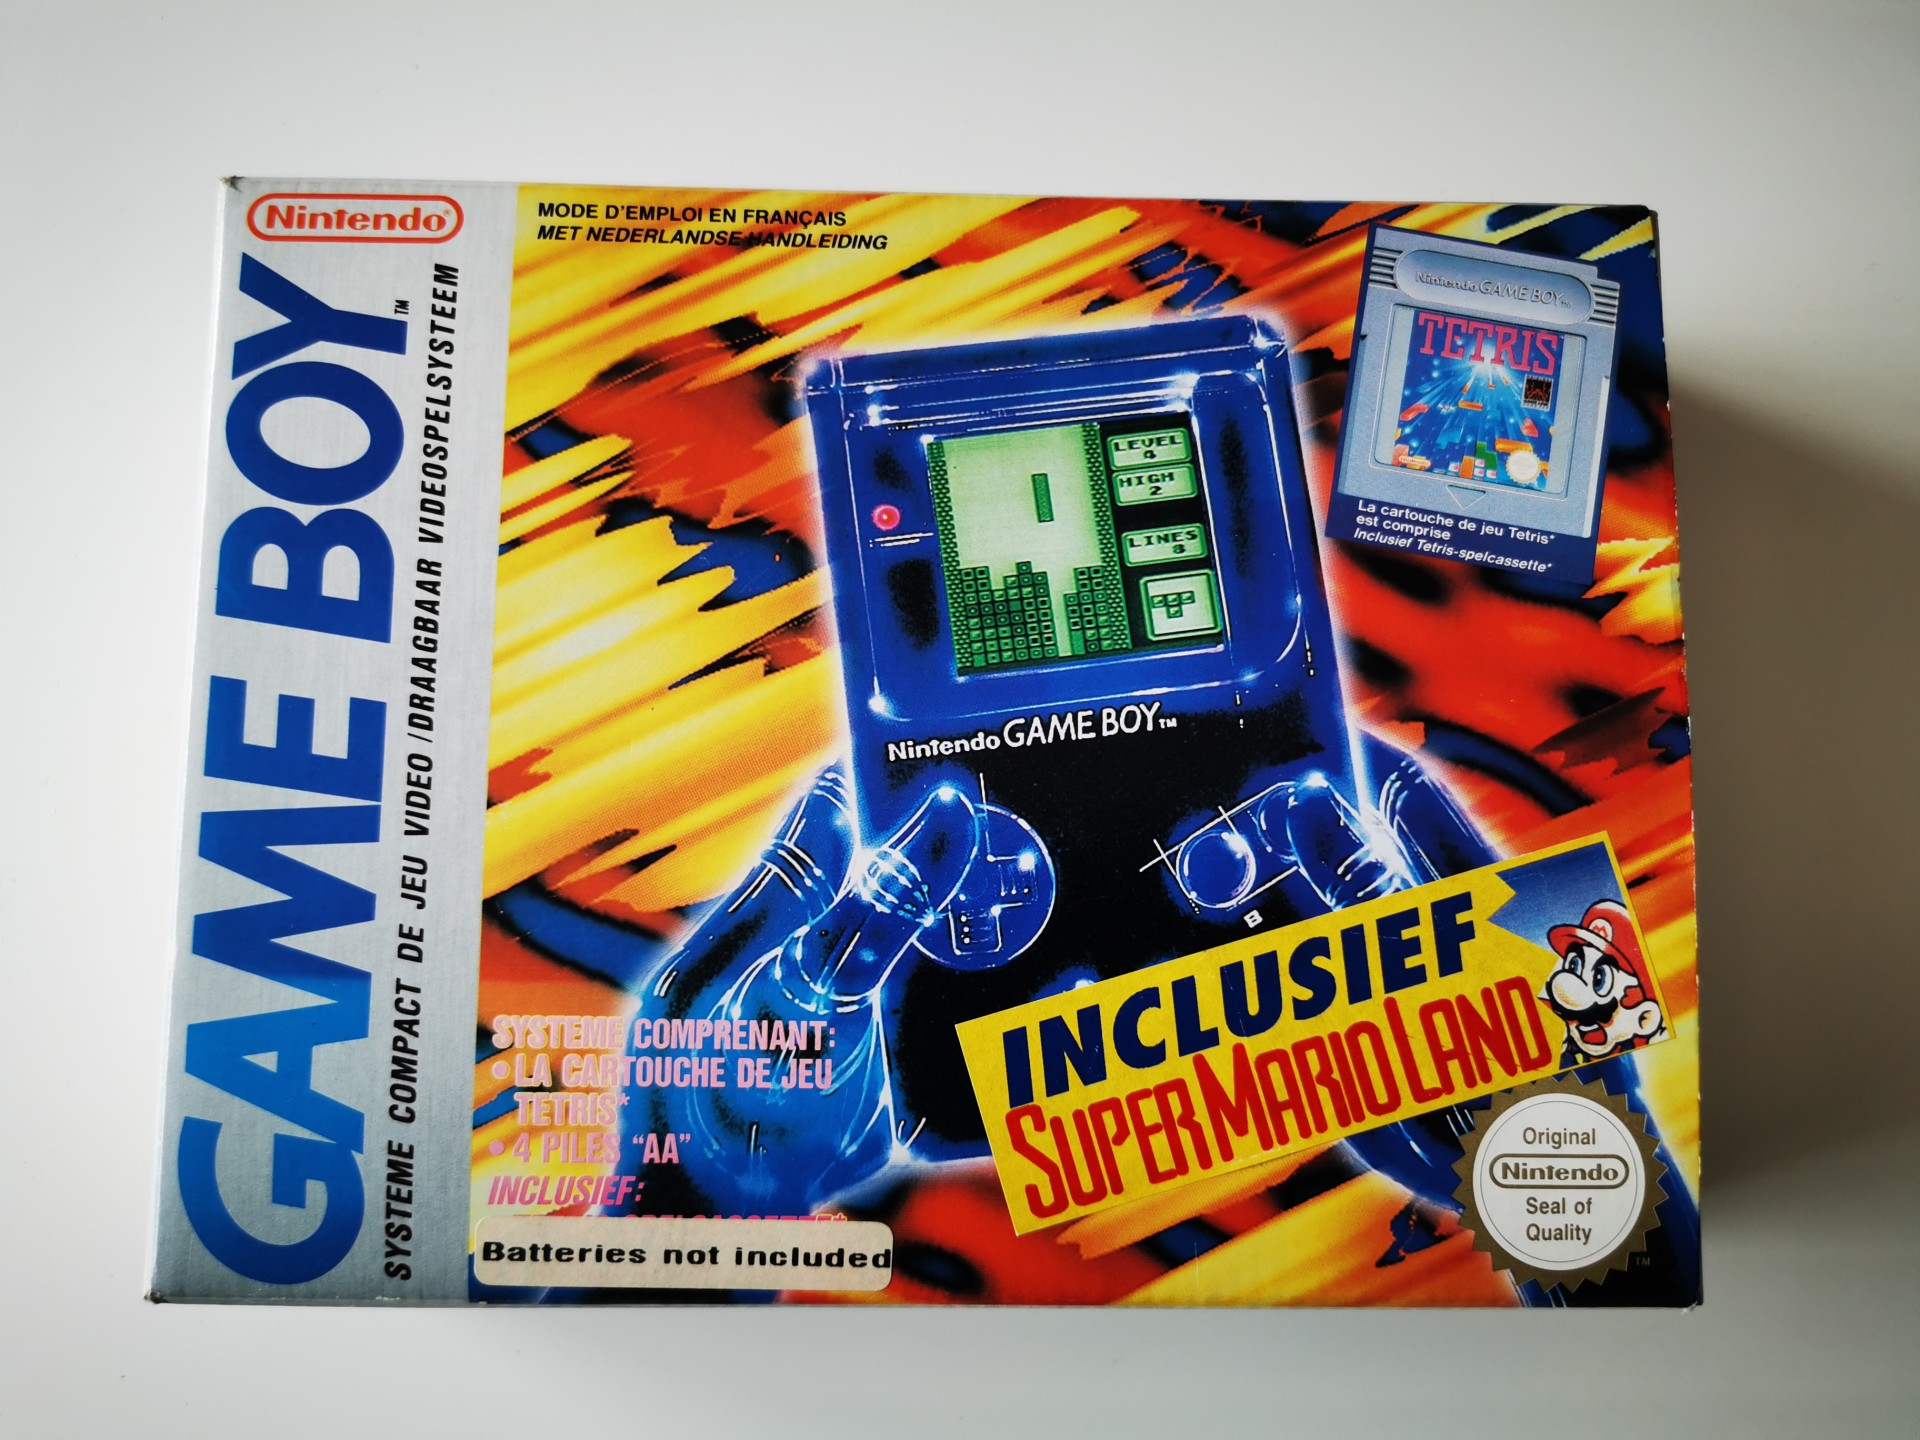 Nintendo®
GAME BOY™
SYSTEME COMPACT DE JEU VIDEO/DRAAGBAAR VIDEOSPELSYSTEEM
MODE D'EMPLOI EN FRANÇAIS
MET NEDERLANDSE HANDLEIDING
Nintendo GAME BOY™
TETRIS
La cartouche de jeu Tetris*
est comprise
Inclusief Tetris-spelcassette*
LEVEL
4
HIGH
2
LINES
8
Nintendo GAME BOY™
B
INCLUSIEF
SUPER MARIO LAND
M
SYSTEME COMPRENANT:
• LA CARTOUCHE DE JEU
TETRIS*
• 4 PILES "AA"
INCLUSIEF:
Batteries not included
Original
Nintendo
Seal of
Quality
TM